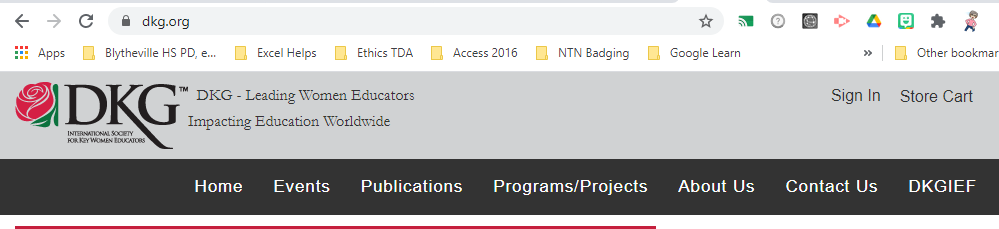 dkg.org
Apps Blytheville HS PD, e... Excel Helps Ethics TDA Access 2016 NTN Badging Google Learn » Other bookmar
DKG™ DKG - Leading Women Educators
Impacting Education Worldwide
INTERNATIONAL SOCIETY
FOR KEY WOMEN EDUCATORS
Sign In Store Cart
Home Events Publications Programs/Projects About Us Contact Us DKGIEF